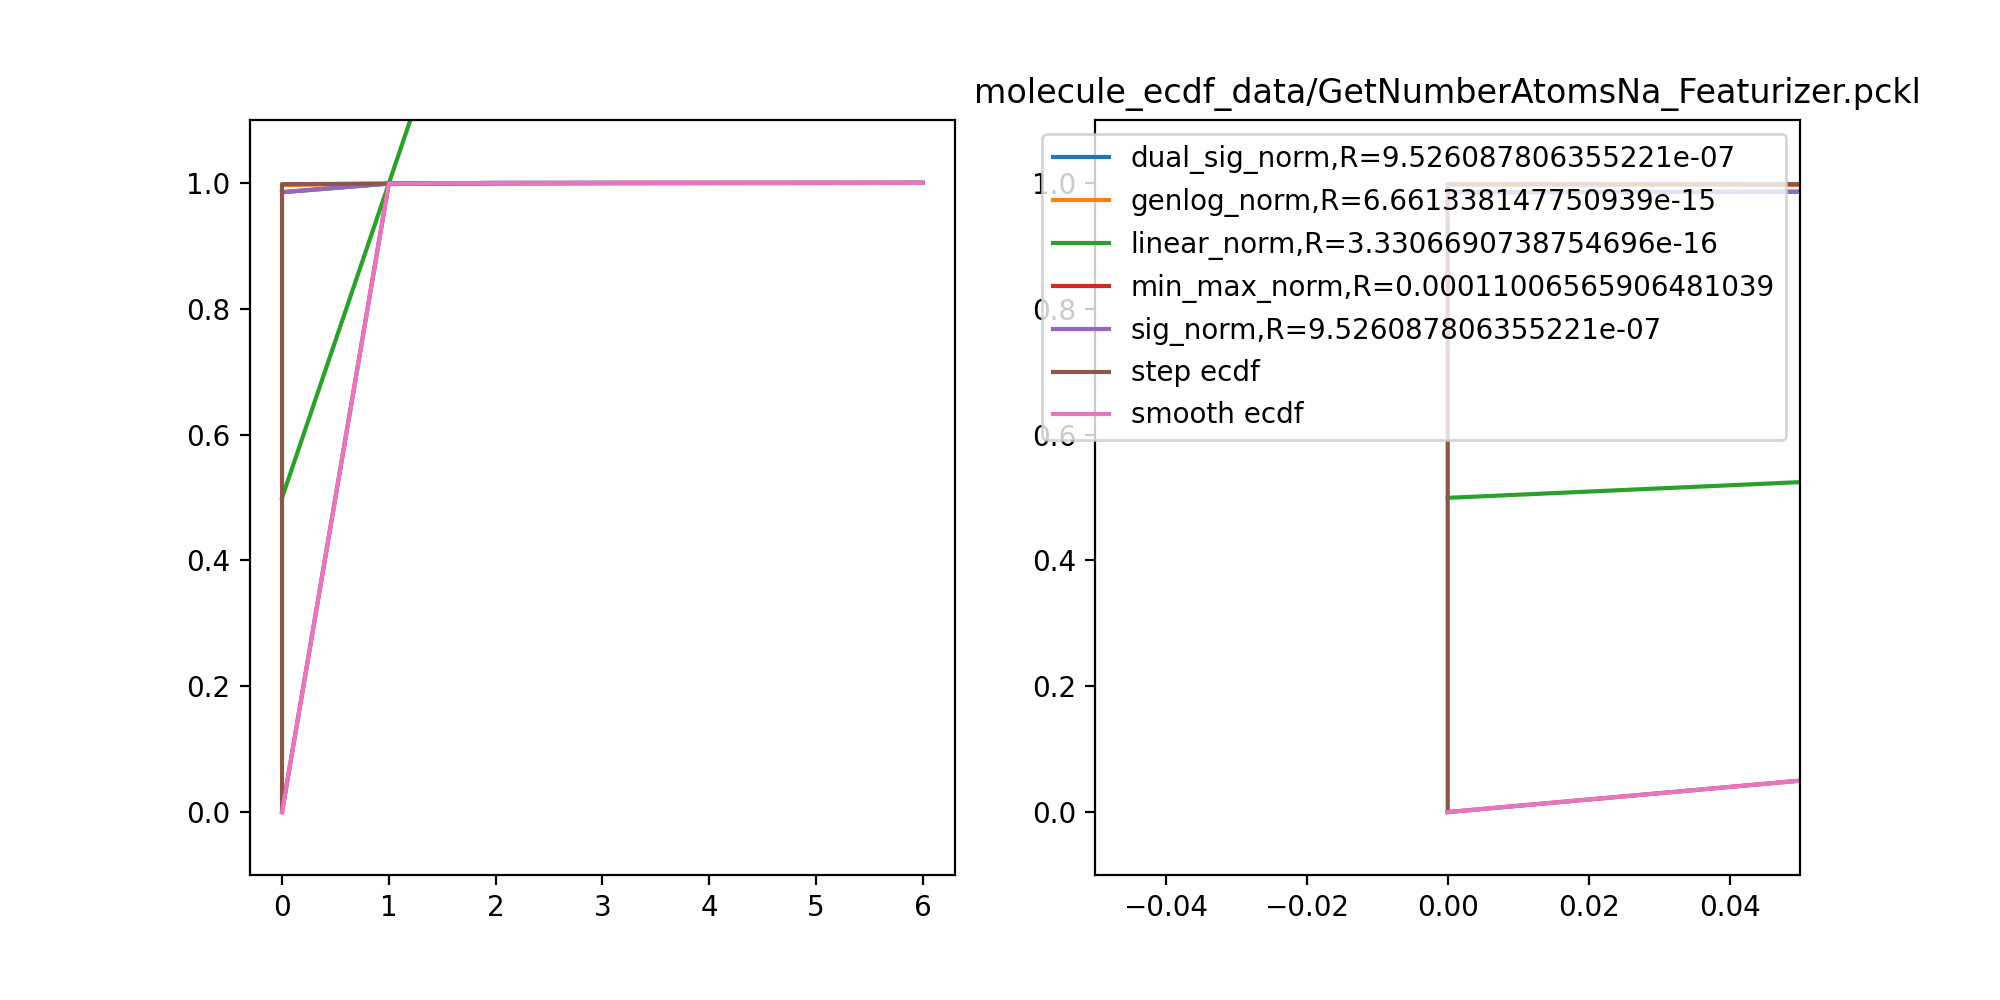 molecule_ecdf_data/GetNumberAtomsNa_Featurizer.pckl
1.0
0.8
0.6
0.4
0.2
0.0
0 1 2 3 4 5 6
dual_sig_norm,R=9.526087806355221e-07
genlog_norm,R=6.661338147750939e-15
linear_norm,R=3.3306690738754696e-16
min_max_norm,R=0.00011006565906481039
sig_norm,R=9.526087806355221e-07
step ecdf
smooth ecdf
1.0
0.8
0.6
0.4
0.2
0.0
−0.04 −0.02 0.00 0.02 0.04